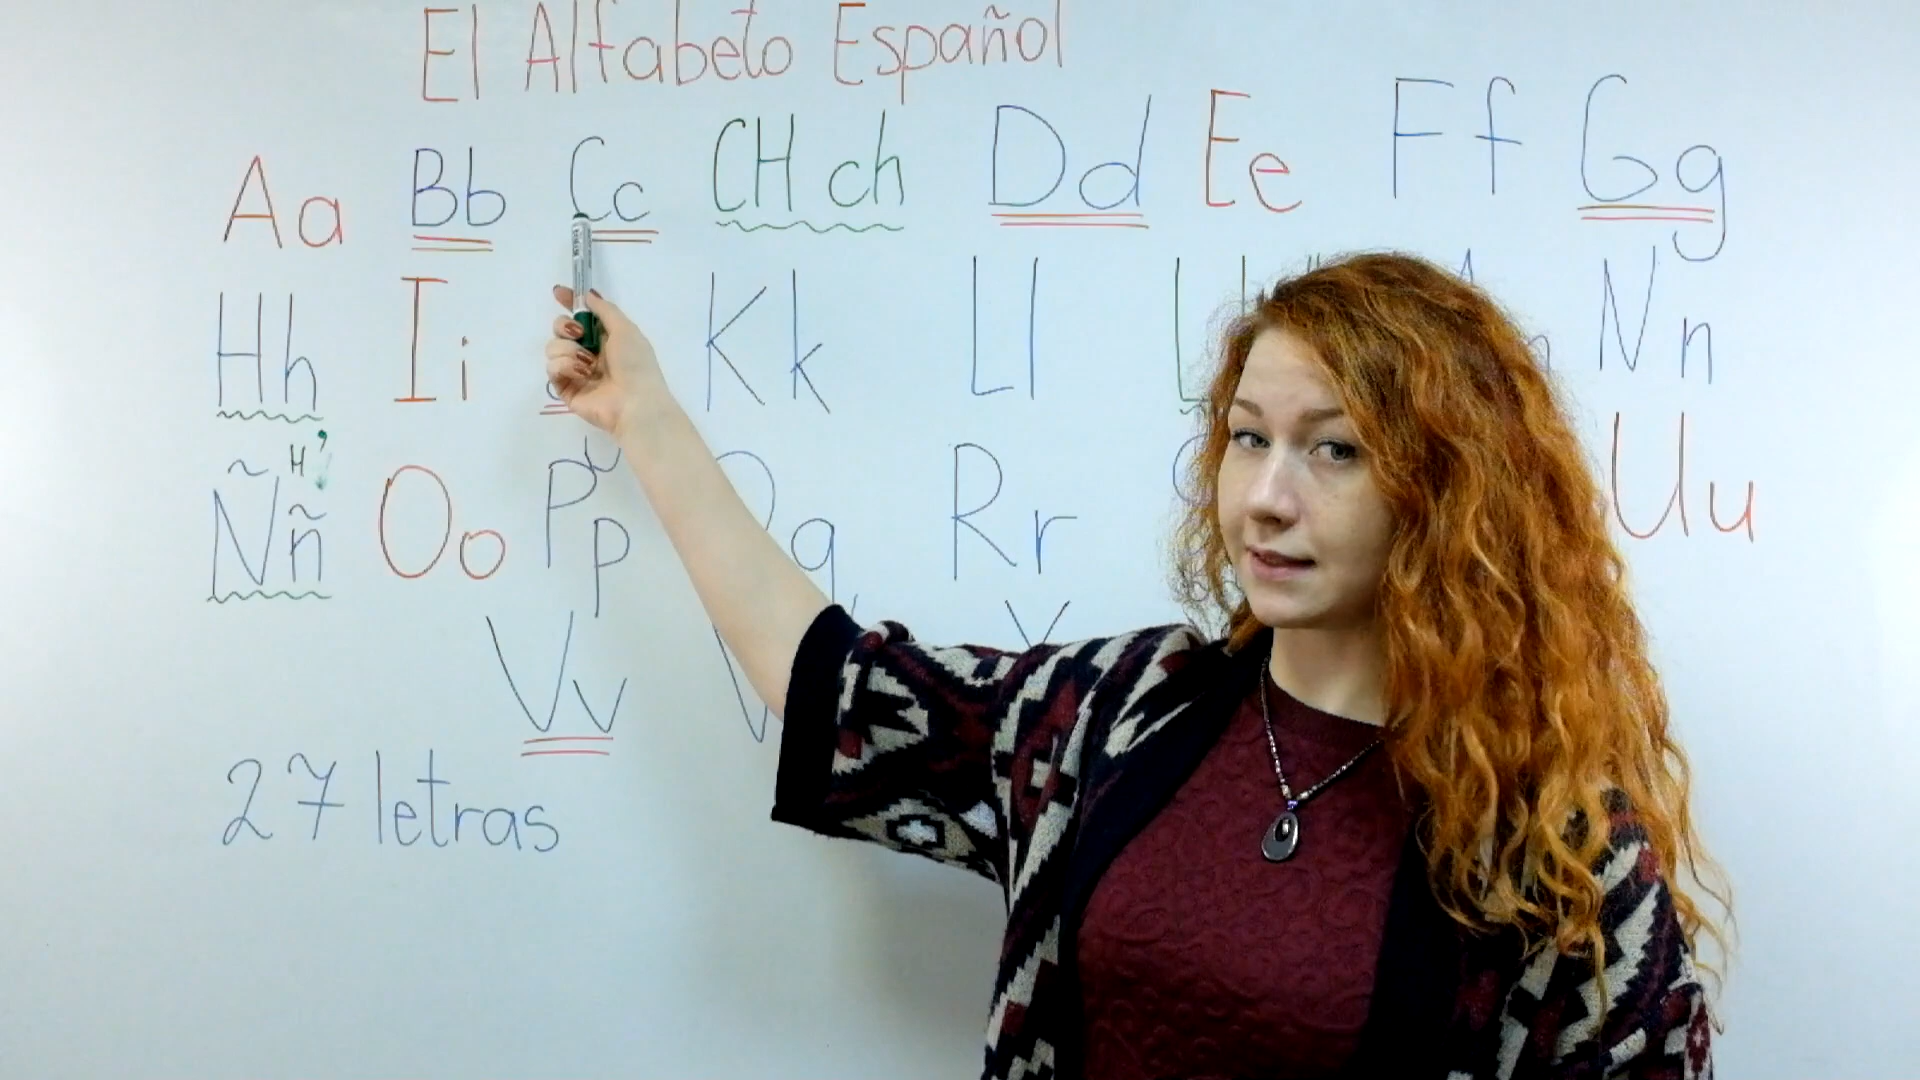 El Alfabeto Español
Aa Bb Cc CH ch Dd Ee Ff Gg
Hh Ii Kk Ll Nn
Н'
Ññ Oo Pp q Rr Uu
Vv
27 letras